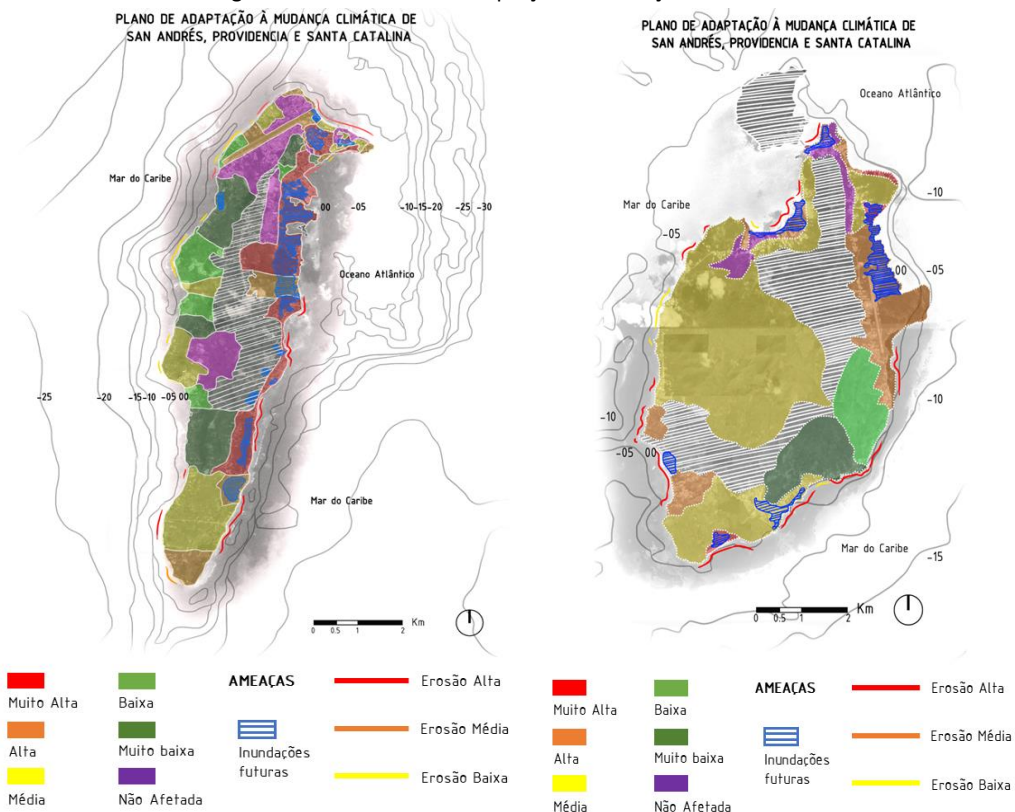 PLANO DE ADAPTAÇÃO À MUDANÇA CLIMÁTICA DE
SAN ANDRÉS, PROVIDENCIA E SANTA CATALINA
Mar do Caribe
00
-05
-10
-15
-20
-25
-30
Oceano Atlântico
-25
-20
-15
-10
-05
00
Mar do Caribe
0
0.5
1
2
Km
Muito Alta
Baixa
Alta
Muito baixa
Média
Não Afetada
AMEAÇAS
Inundações
futuras
Erosão Alta
Erosão Média
Erosão Baixa
PLANO DE ADAPTAÇÃO À MUDANÇA CLIMÁTICA DE
SAN ANDRÉS, PROVIDENCIA E SANTA CATALINA
Oceano Atlântico
Mar do Caribe
-10
-05
00
-05
-10
-10
-05
00
Mar do Caribe
-15
0
0.5
1
2
Km
Muito Alta
Baixa
Alta
Muito baixa
Média
Não Afetada
AMEAÇAS
Inundações
futuras
Erosão Alta
Erosão Média
Erosão Baixa